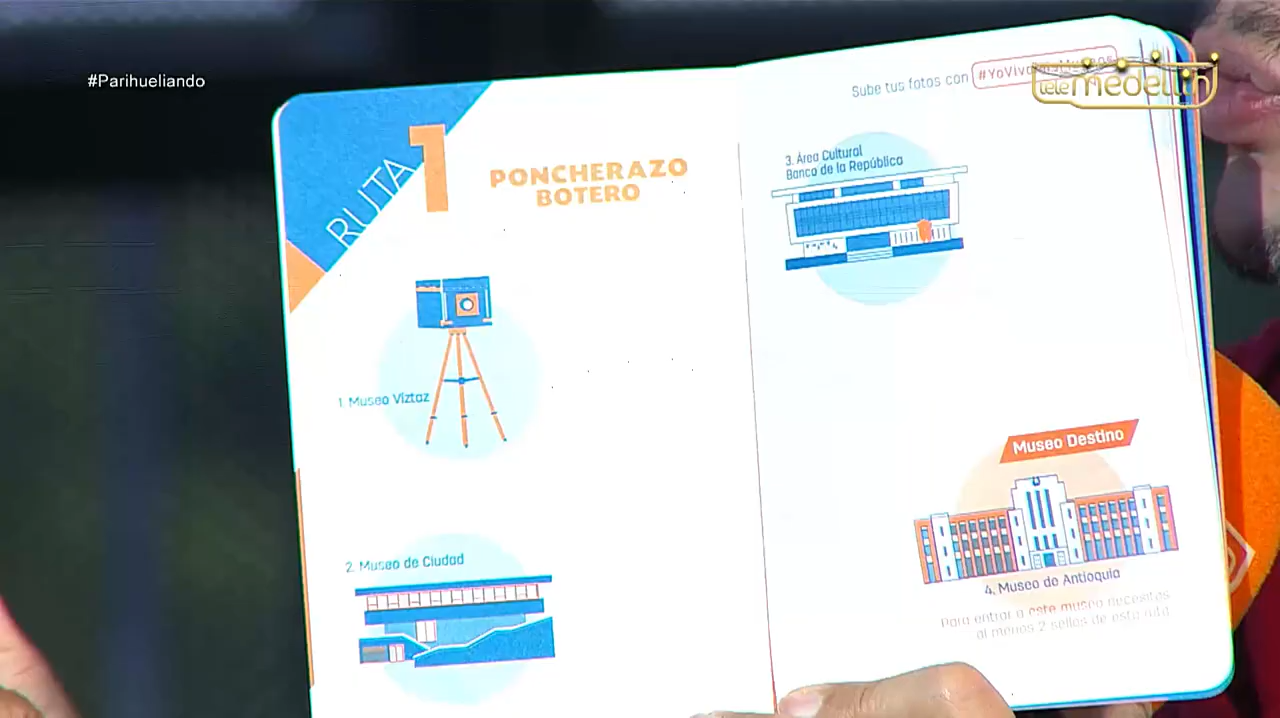 #Parihueliando
telemedellín
Sube tus fotos con
RUTA 1
PONCHERAZO
BOTERO
1. Museo Víztaz
2. Museo de Ciudad
3. Área Cultural
Banco de la República
Museo Destino
4. Museo de Antioquia
Para entrar a este museo necesitas
al menos 2 sellos de esta ruta